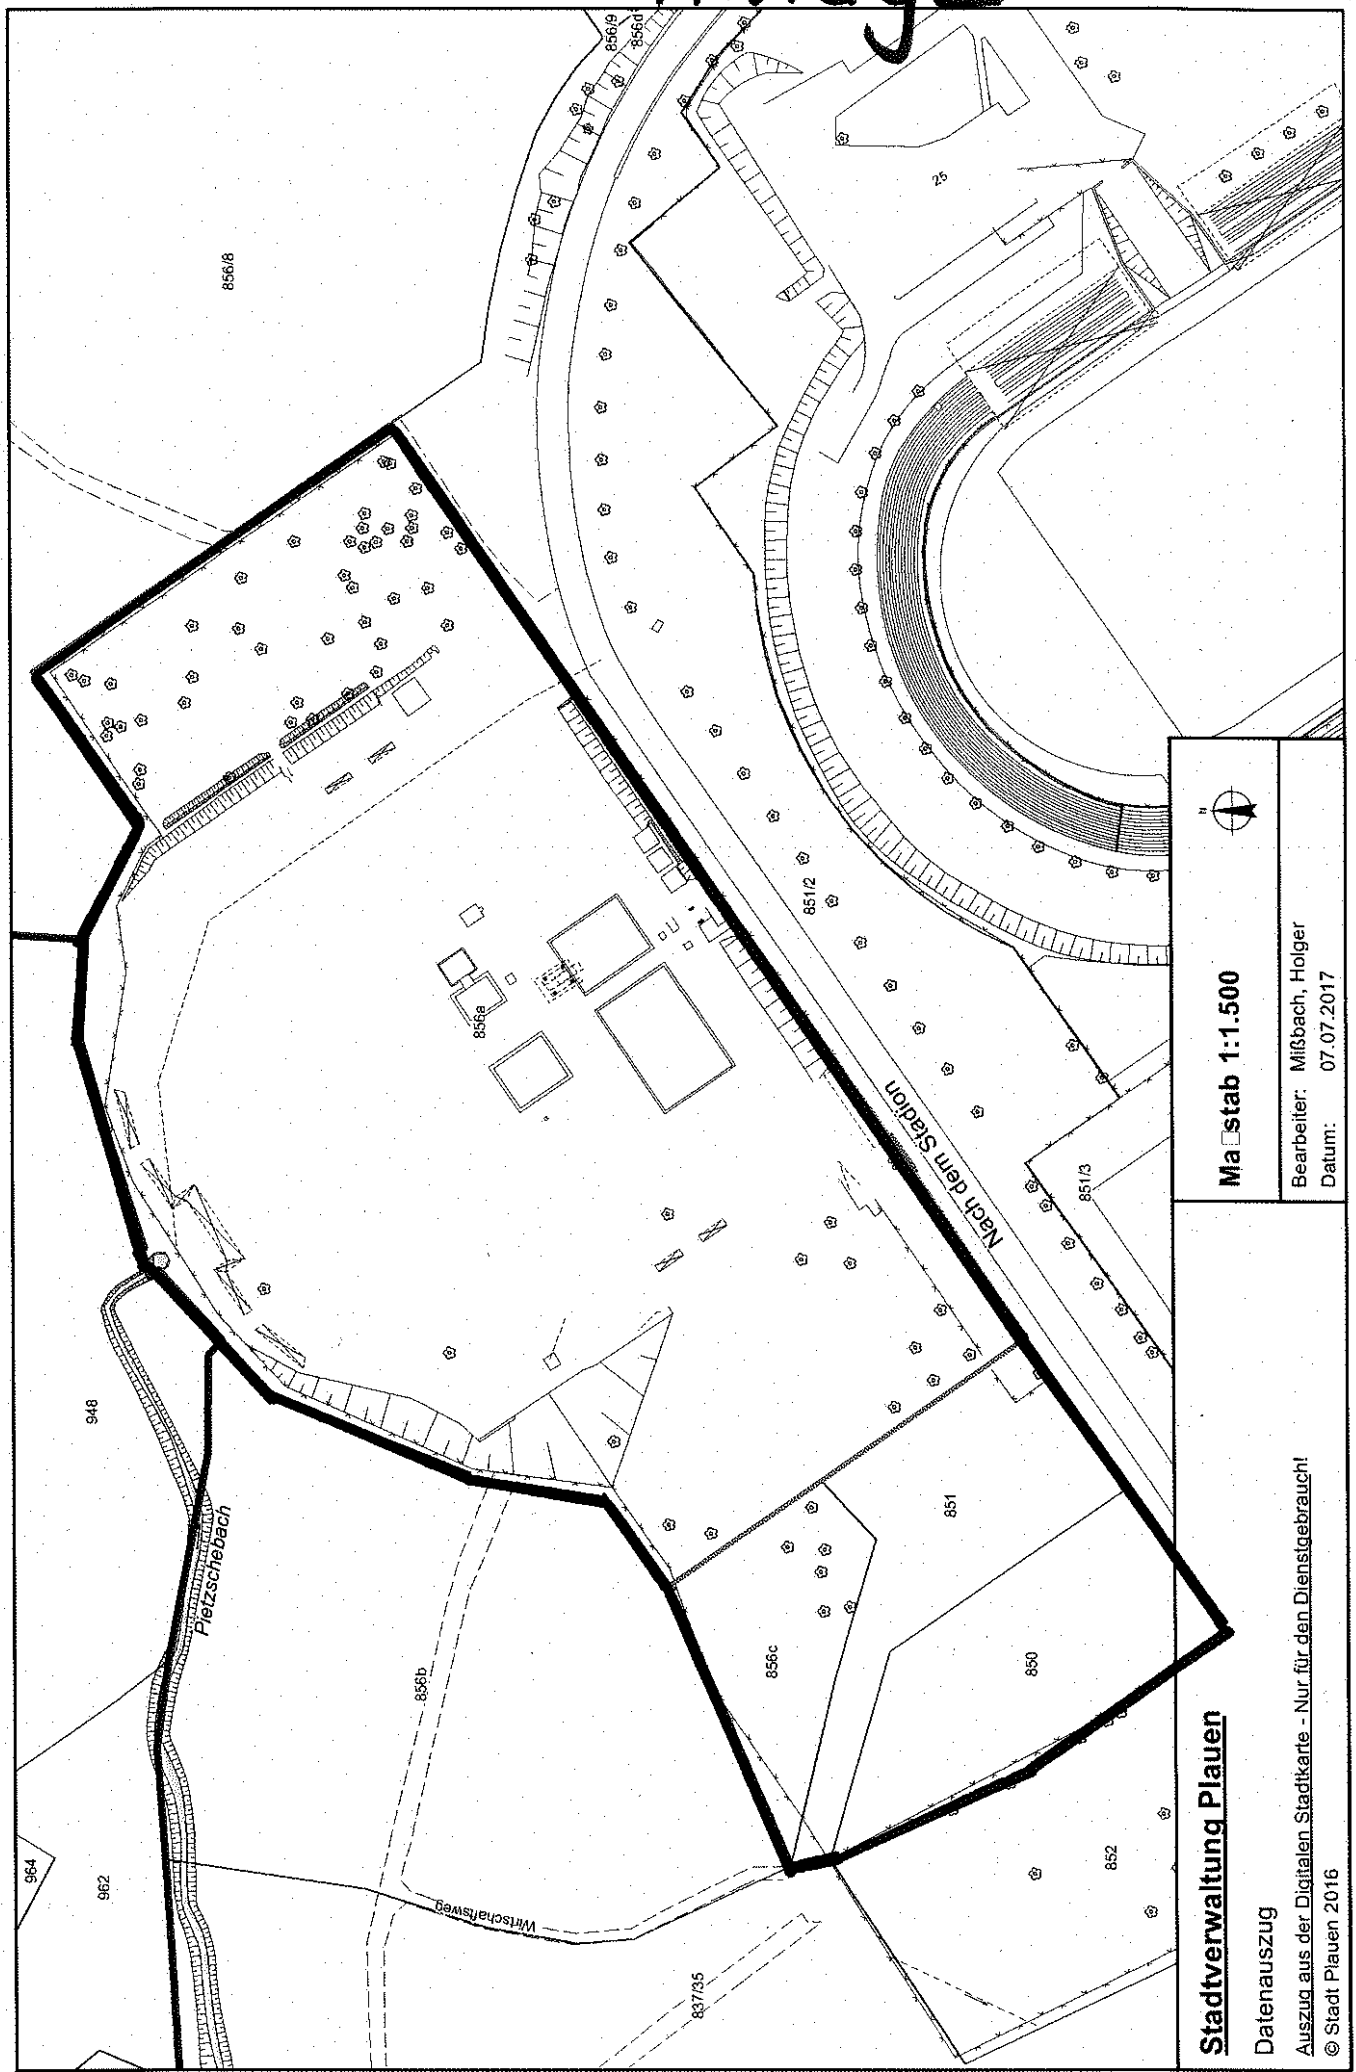 856/9
856d
856/8
25
948
Pietzschebach
856a
851/2
Nach dem Stadion
851/3
964
962
856b
Wirtschaftsweg
837/35
856c
851
850
852
N
Ma□stab 1:1.500
Bearbeiter: Mißbach, Holger
Datum: 07.07.2017
Stadtverwaltung Plauen
Datenauszug
Auszug aus der Digitalen Stadtkarte - Nur für den Dienstgebrauch!
© Stadt Plauen 2016